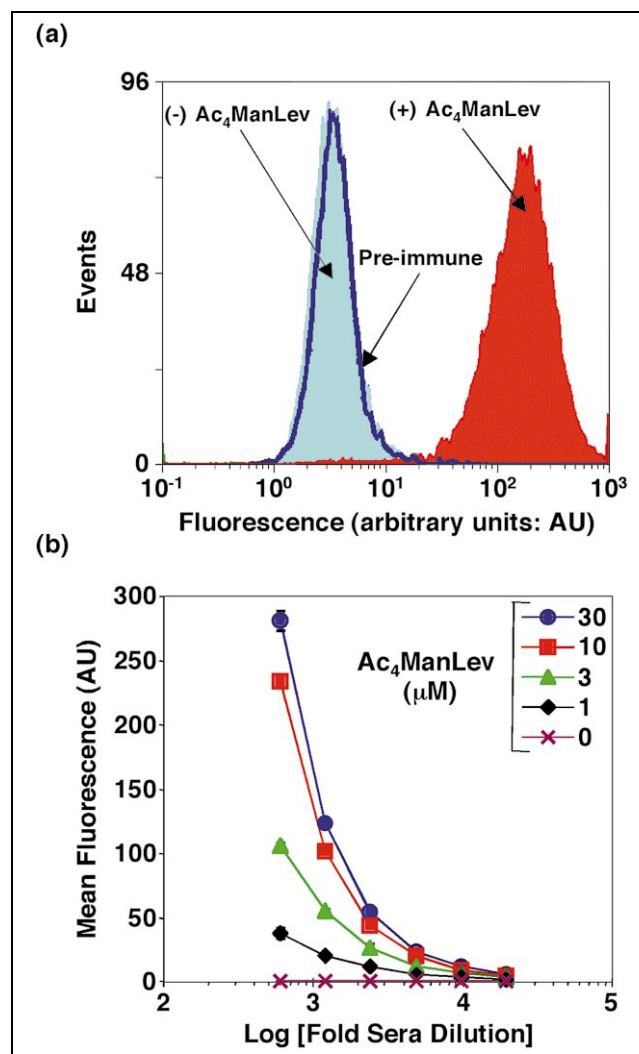 (a)
96
(-) Ac₄ManLev
(+) Ac₄ManLev
Pre-immune
48
Events
0
10⁻¹ 10⁰ 10¹ 10² 10³
Fluorescence (arbitrary units: AU)
(b)
300
250
200
150
100
50
0
Mean Fluorescence (AU)
Ac₄ManLev
(μM)
30
10
3
1
0
2 3 4 5
Log [Fold Sera Dilution]